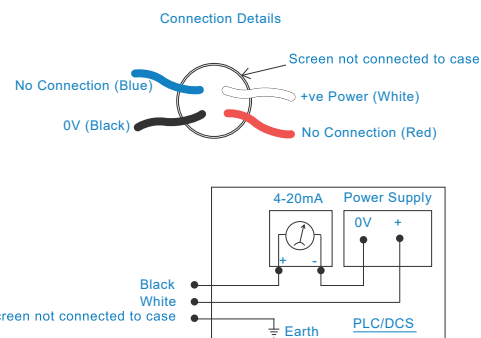 Connection Details
Screen not connected to case
No Connection (Blue)
+ve Power (White)
0V (Black)
No Connection (Red)
4-20mA
Power Supply
0V +
+ -
Black
White
creen not connected to case
Earth
PLC/DCS